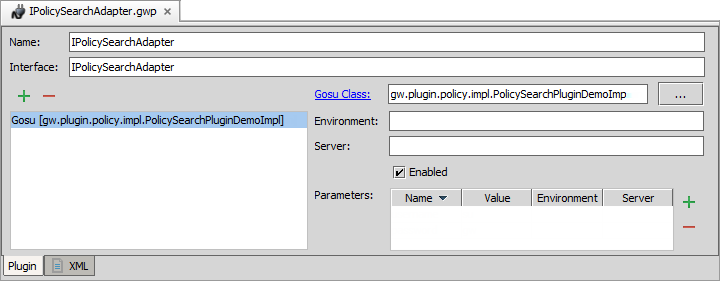 IPolicySearchAdapter.gwp
Name: IPolicySearchAdapter
Interface: IPolicySearchAdapter
Gosu Class: gw.plugin.policy.impl.PolicySearchPluginDemoImp ...
Gosu [gw.plugin.policy.impl.PolicySearchPluginDemoImpl]
Environment:
Server:
Enabled
Parameters: Name Value Environment Server
Plugin XML